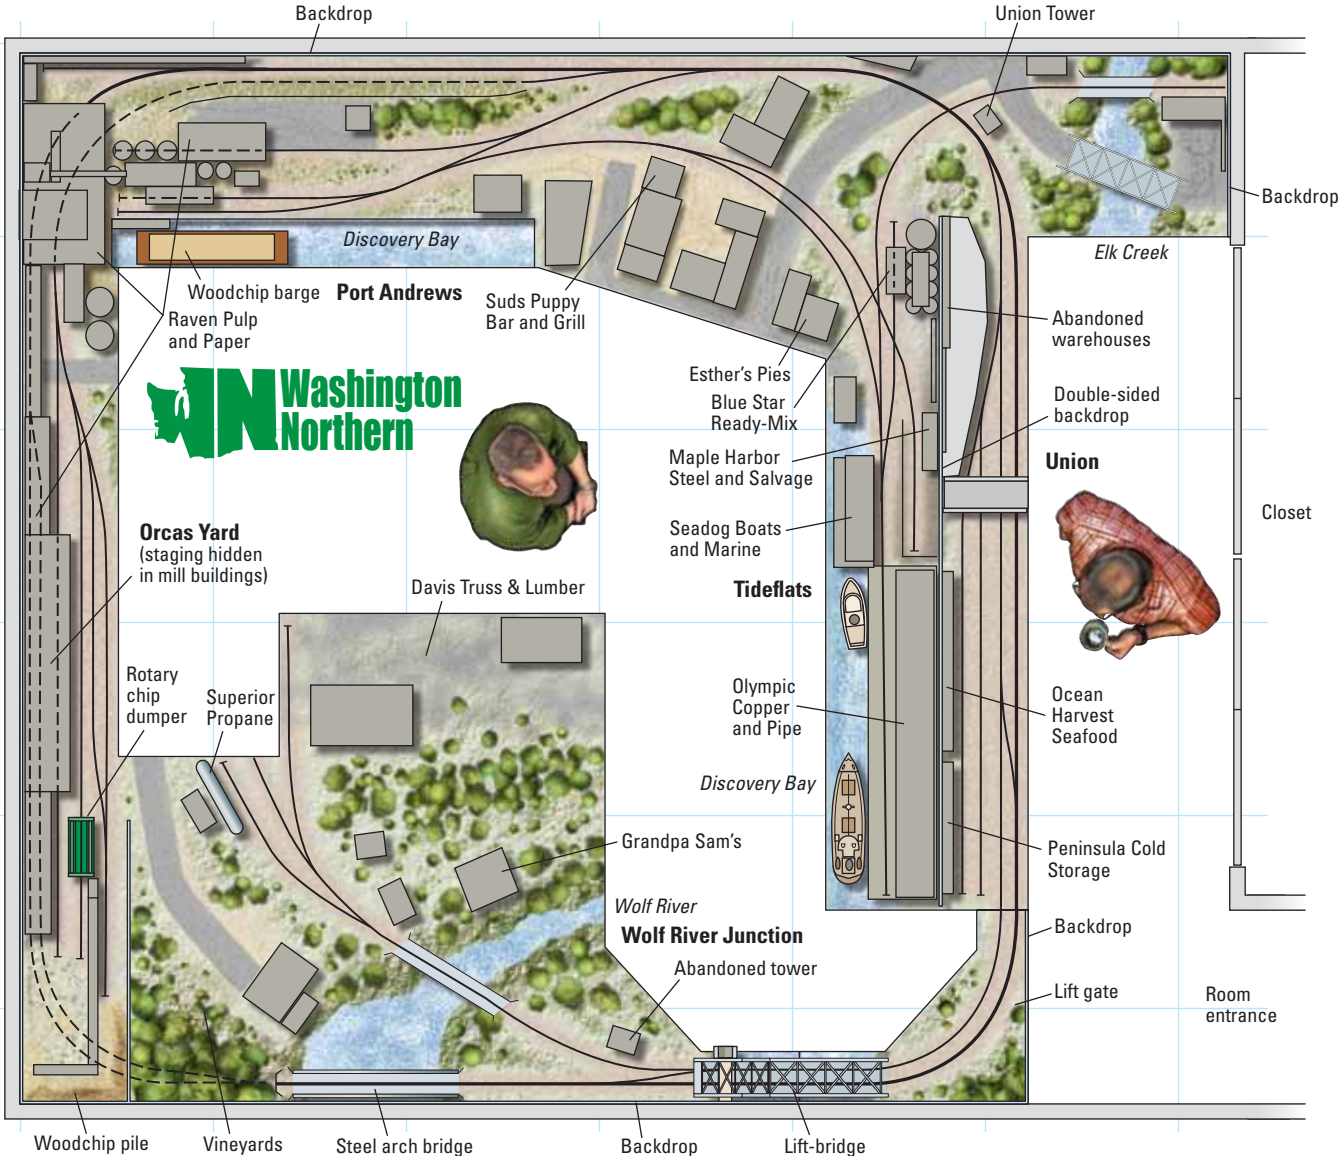 Backdrop
Union Tower
Backdrop
Discovery Bay
Elk Creek
Woodchip barge
Port Andrews
Suds Puppy
Bar and Grill
Raven Pulp
and Paper
Abandoned
warehouses
Washington
Northern
WN
Esther's Pies
Blue Star
Ready-Mix
Double-sided
backdrop
Maple Harbor
Steel and Salvage
Union
Closet
Orcas Yard
(staging hidden
in mill buildings)
Seadog Boats
and Marine
Davis Truss & Lumber
Tideflats
Rotary
chip
dumper
Superior
Propane
Olympic
Copper
and Pipe
Ocean
Harvest
Seafood
Discovery Bay
Grandpa Sam's
Peninsula Cold
Storage
Wolf River
Wolf River Junction
Backdrop
Abandoned tower
Lift gate
Room
entrance
Woodchip pile
Vineyards
Steel arch bridge
Backdrop
Lift-bridge